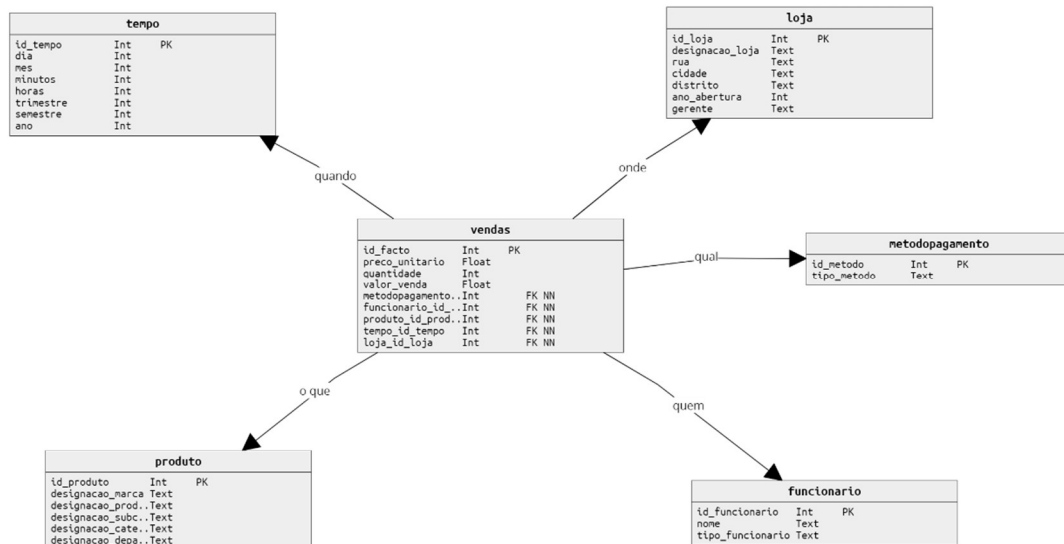 tempo
id_tempo Int PK
dia Int
mes Int
minutos Int
horas Int
trimestre Int
semestre Int
ano Int
loja
id_loja Int PK
designacao_loja Text
rua Text
cidade Text
distrito Text
ano_abertura Int
gerente Text
quando
onde
vendas
id_facto Int PK
preco_unitario Float
quantidade Int
valor_venda Float
metodopagamento.. Int FK NN
funcionario_id_.. Int FK NN
produto_id_prod.. Int FK NN
tempo_id_tempo Int FK NN
loja_id_loja Int FK NN
qual
metodopagamento
id_metodo Int PK
tipo_metodo Text
o que
quem
produto
id_produto Int PK
designacao_marca Text
designacao_prod.. Text
designacao_subc.. Text
designacao_cate.. Text
designacao_depa.. Text
funcionario
id_funcionario Int PK
nome Text
tipo_funcionario Text